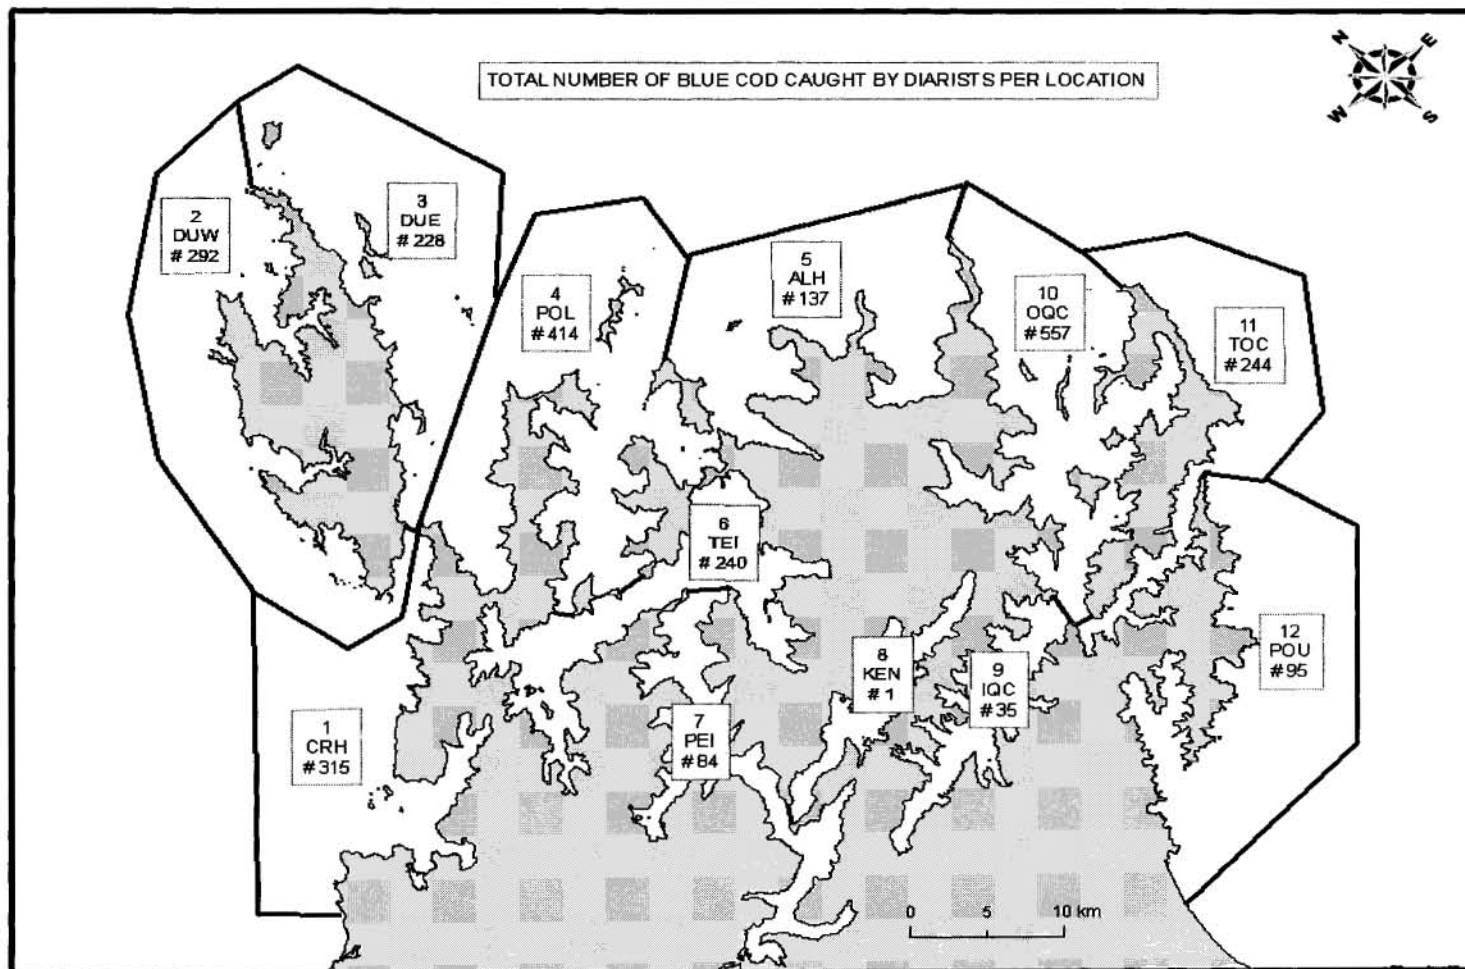 TOTAL NUMBER OF BLUE COD CAUGHT BY DIARISTS PER LOCATION
N
E
W
S
2
DUW
# 292
3
DUE
# 228
4
POL
# 414
5
ALH
# 137
10
OQC
# 557
11
TOC
# 244
6
TEI
# 240
12
POU
# 95
8
KEN
# 1
9
IQC
# 35
7
PEI
# 84
1
CRH
# 315
0 5 10 km